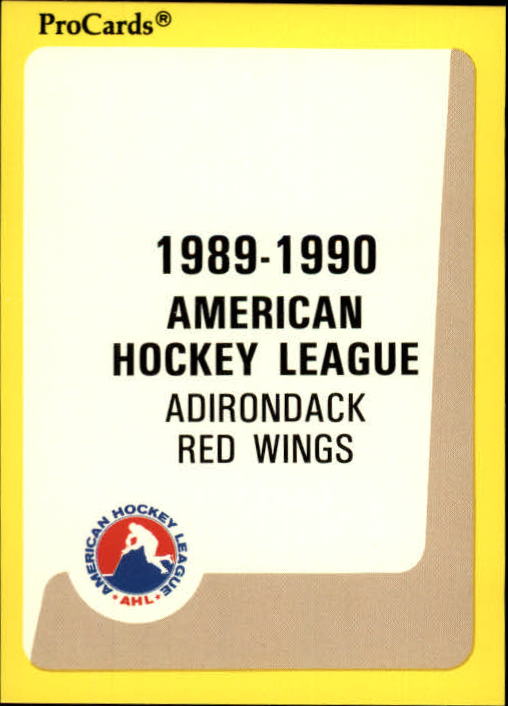 ProCards®
1989-1990
AMERICAN
HOCKEY LEAGUE
ADIRONDACK
RED WINGS
AMERICAN HOCKEY LEAGUE
★ AHL ★